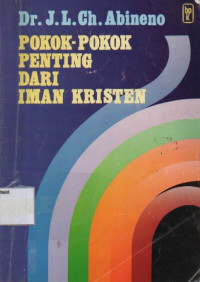 Dr. J.L.Ch. Abineno
POKOK-POKOK
PENTING
DARI
IMAN KRISTEN